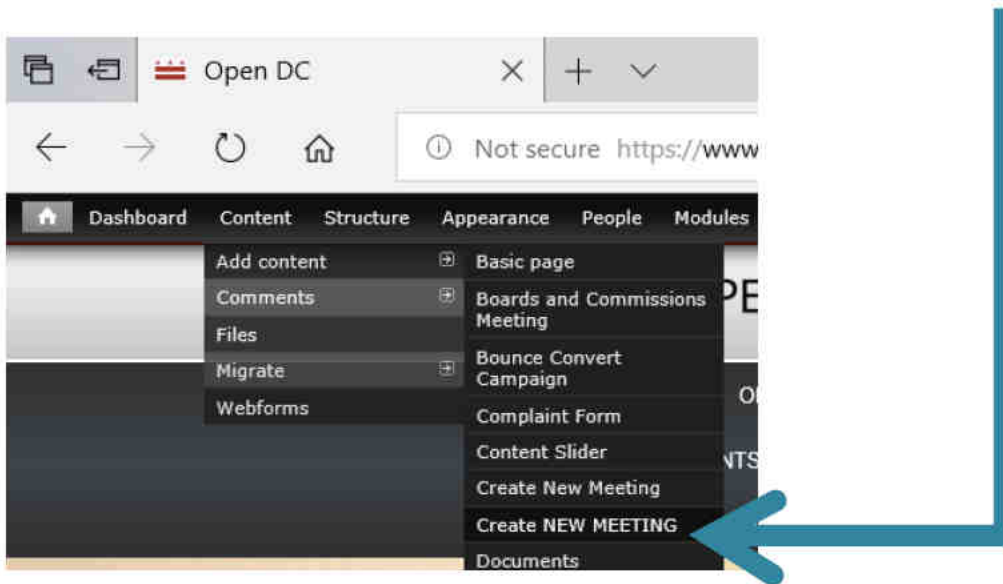 Open DC
Not secure https://www
Dashboard Content Structure Appearance People Modules
Add content
Comments
Files
Migrate
Webforms
Basic page
Boards and Commissions
Meeting
Bounce Convert
Campaign
Complaint Form
Content Slider
Create New Meeting
Create NEW MEETING
Documents
PE
NTS